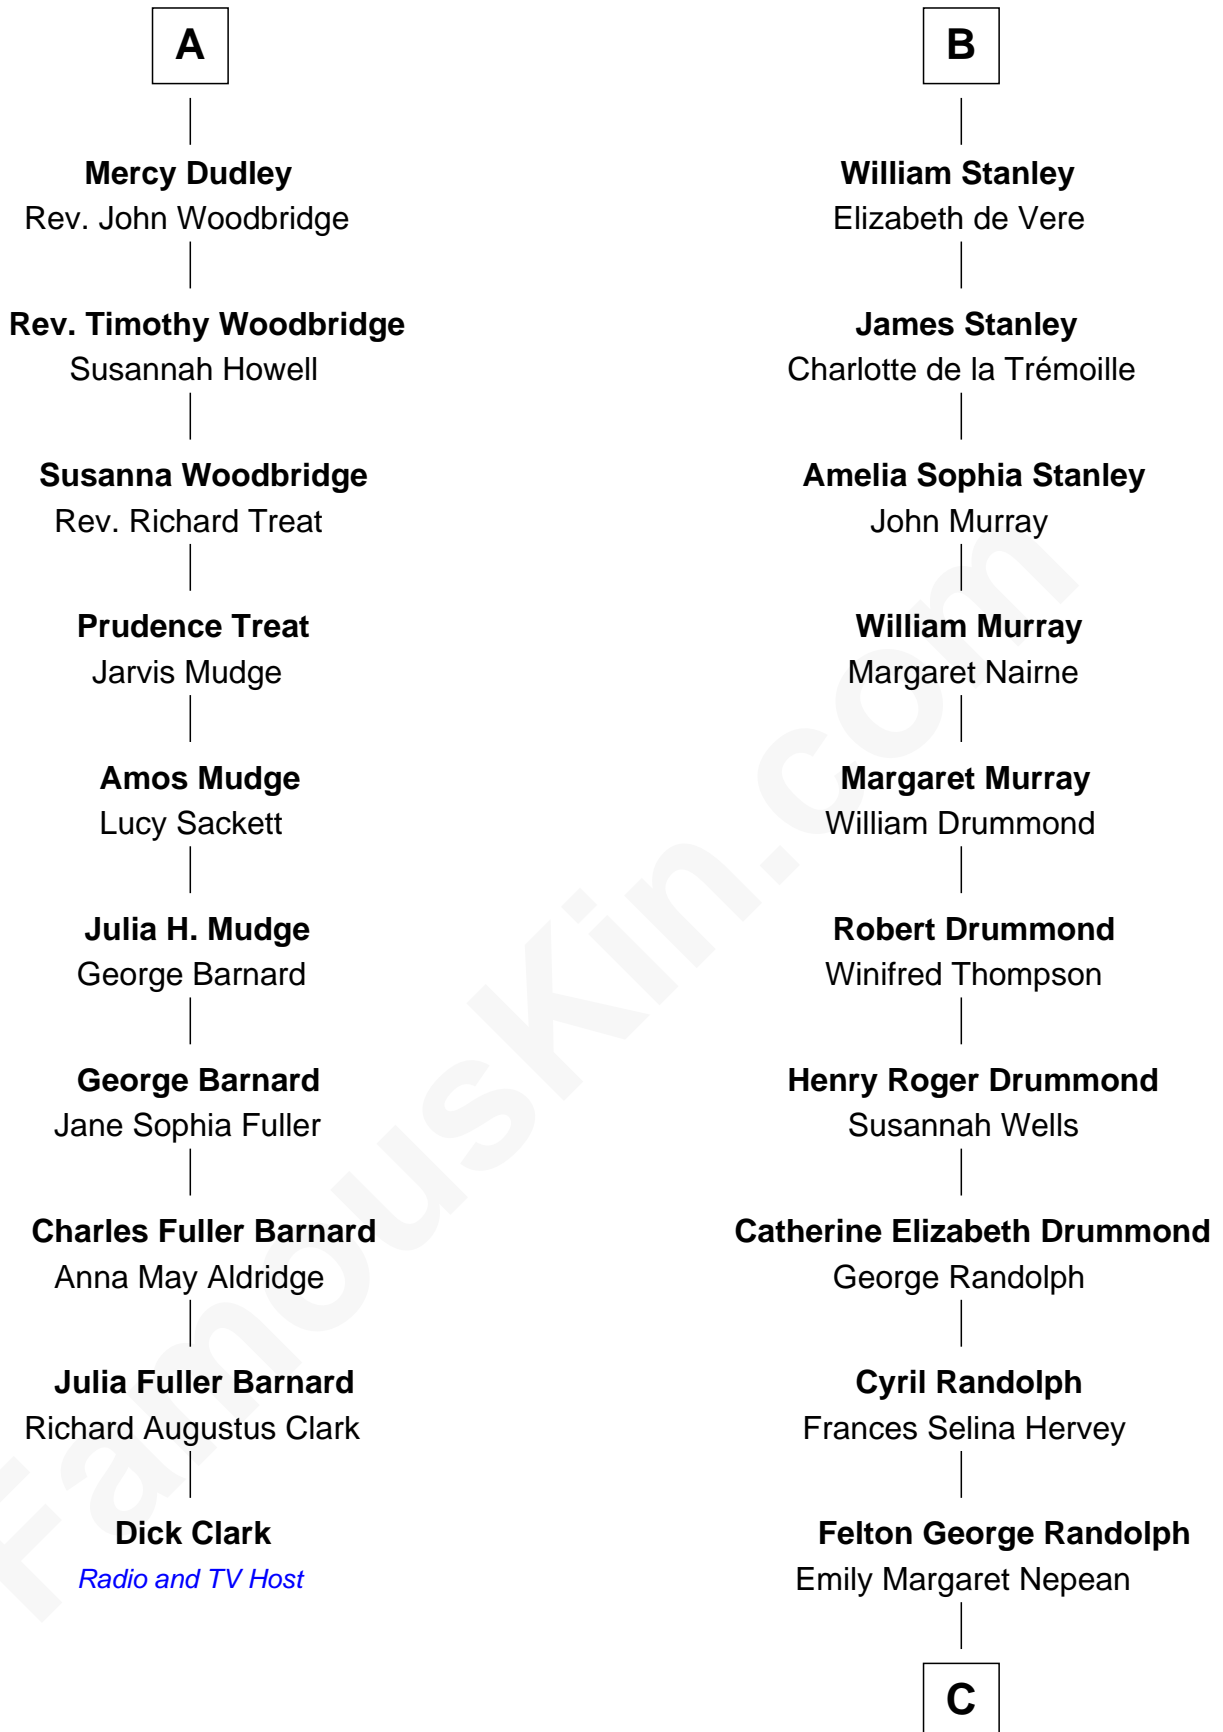 A
Mercy Dudley
Rev. John Woodbridge
Rev. Timothy Woodbridge
Susannah Howell
Susanna Woodbridge
Rev. Richard Treat
Prudence Treat
Jarvis Mudge
Amos Mudge
Lucy Sackett
Julia H. Mudge
George Barnard
George Barnard
Jane Sophia Fuller
Charles Fuller Barnard
Anna May Aldridge
Julia Fuller Barnard
Richard Augustus Clark
Dick Clark
Radio and TV Host
B
William Stanley
Elizabeth de Vere
James Stanley
Charlotte de la Trémoille
Amelia Sophia Stanley
John Murray
William Murray
Margaret Nairne
Margaret Murray
William Drummond
Robert Drummond
Winifred Thompson
Henry Roger Drummond
Susannah Wells
Catherine Elizabeth Drummond
George Randolph
Cyril Randolph
Frances Selina Hervey
Felton George Randolph
Emily Margaret Nepean
C
FamousKin.com